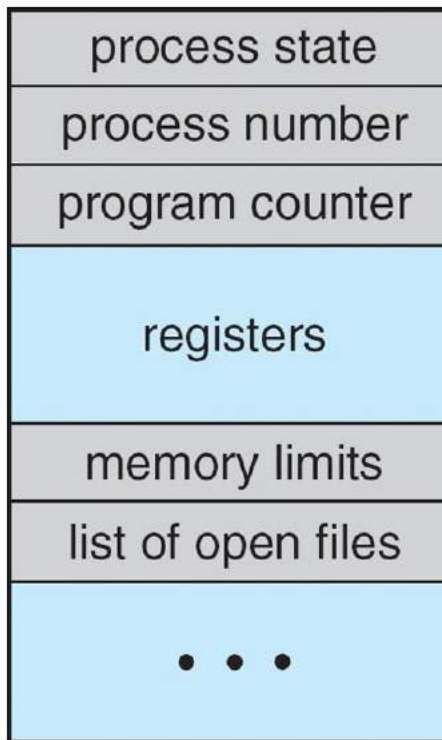 process state
process number
program counter
registers
memory limits
list of open files
• • •